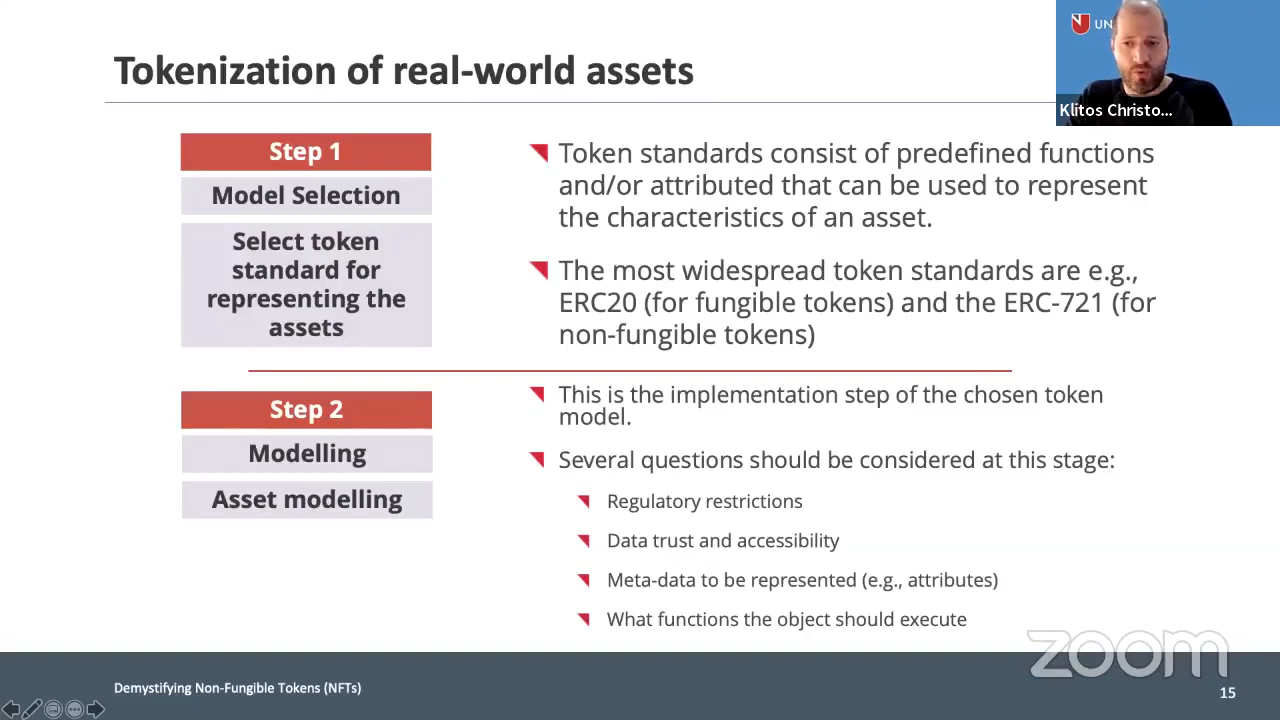 Tokenization of real-world assets
UN
Klitos Christo...
Step 1
Model Selection
Select token
standard for
representing the
assets
Token standards consist of predefined functions
and/or attributed that can be used to represent
the characteristics of an asset.
The most widespread token standards are e.g.,
ERC20 (for fungible tokens) and the ERC-721 (for
non-fungible tokens)
Step 2
Modelling
Asset modelling
This is the implementation step of the chosen token
model.
Several questions should be considered at this stage:
Regulatory restrictions
Data trust and accessibility
Meta-data to be represented (e.g., attributes)
What functions the object should execute
zoom
Demystifying Non-Fungible Tokens (NFTs)
15